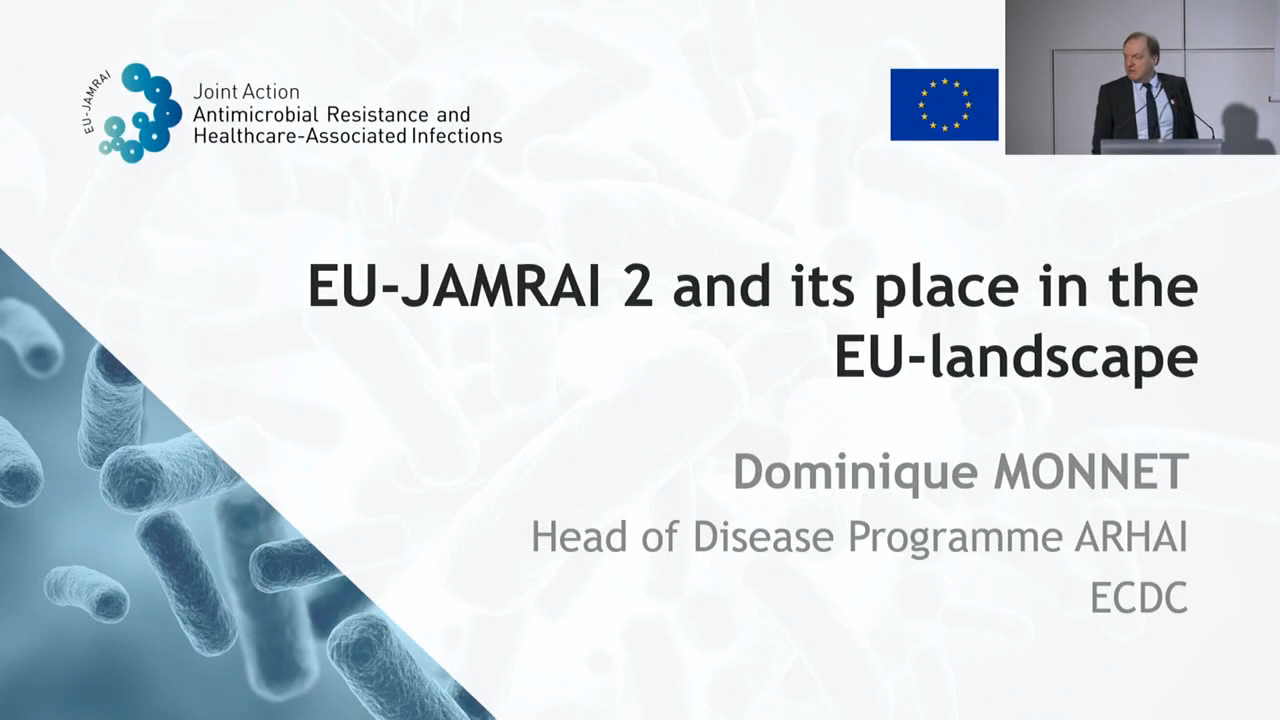 EU-JAMRAI
Joint Action
Antimicrobial Resistance and
Healthcare-Associated Infections
EU-JAMRAI 2 and its place in the
EU-landscape
Dominique MONNET
Head of Disease Programme ARHAI
ECDC